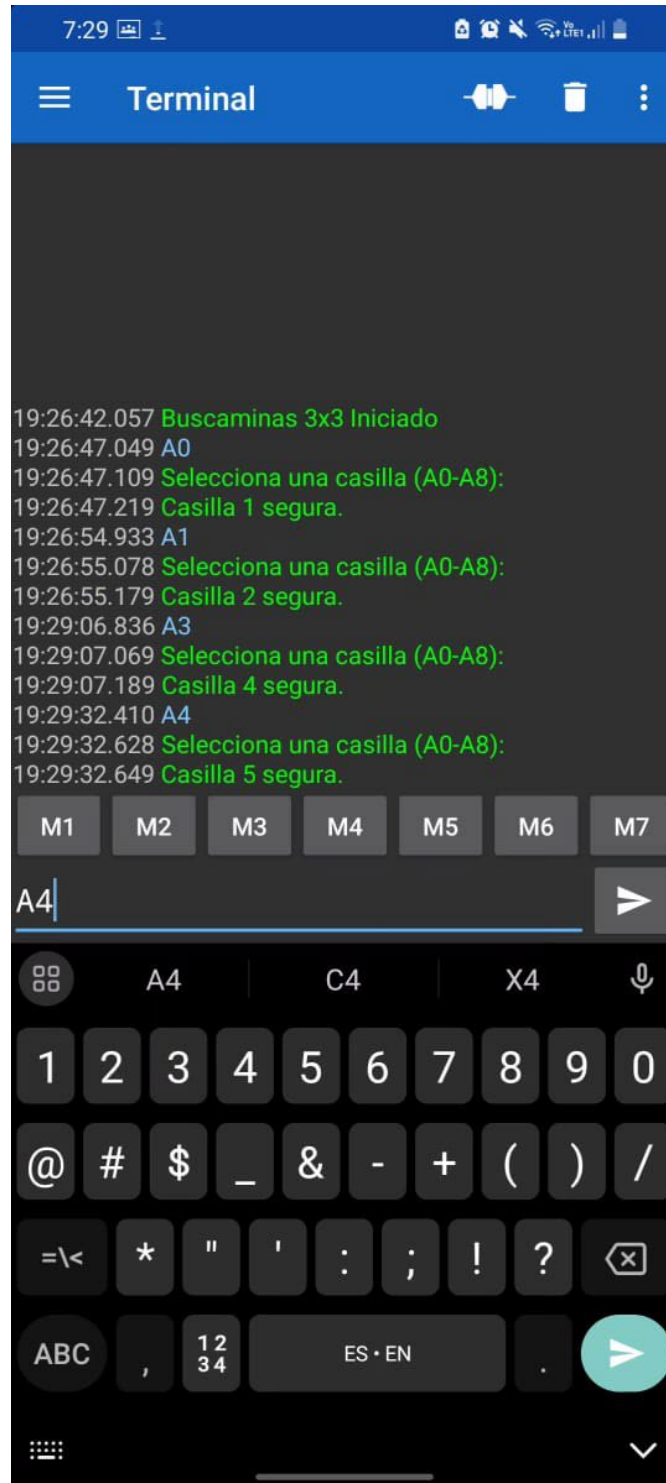 7:29
Vo
LTE1
Terminal
19:26:42.057 Buscaminas 3x3 Iniciado
19:26:47.049 A0
19:26:47.109 Selecciona una casilla (A0-A8):
19:26:47.219 Casilla 1 segura.
19:26:54.933 A1
19:26:55.078 Selecciona una casilla (A0-A8):
19:26:55.179 Casilla 2 segura.
19:29:06.836 A3
19:29:07.069 Selecciona una casilla (A0-A8):
19:29:07.189 Casilla 4 segura.
19:29:32.410 A4
19:29:32.628 Selecciona una casilla (A0-A8):
19:29:32.649 Casilla 5 segura.
M1 M2 M3 M4 M5 M6 M7
A4
A4 C4 X4
1 2 3 4 5 6 7 8 9 0
@ # $ _ & - + ( ) /
=\< * " ' : ; ! ?
ABC , 12 34 ES • EN .